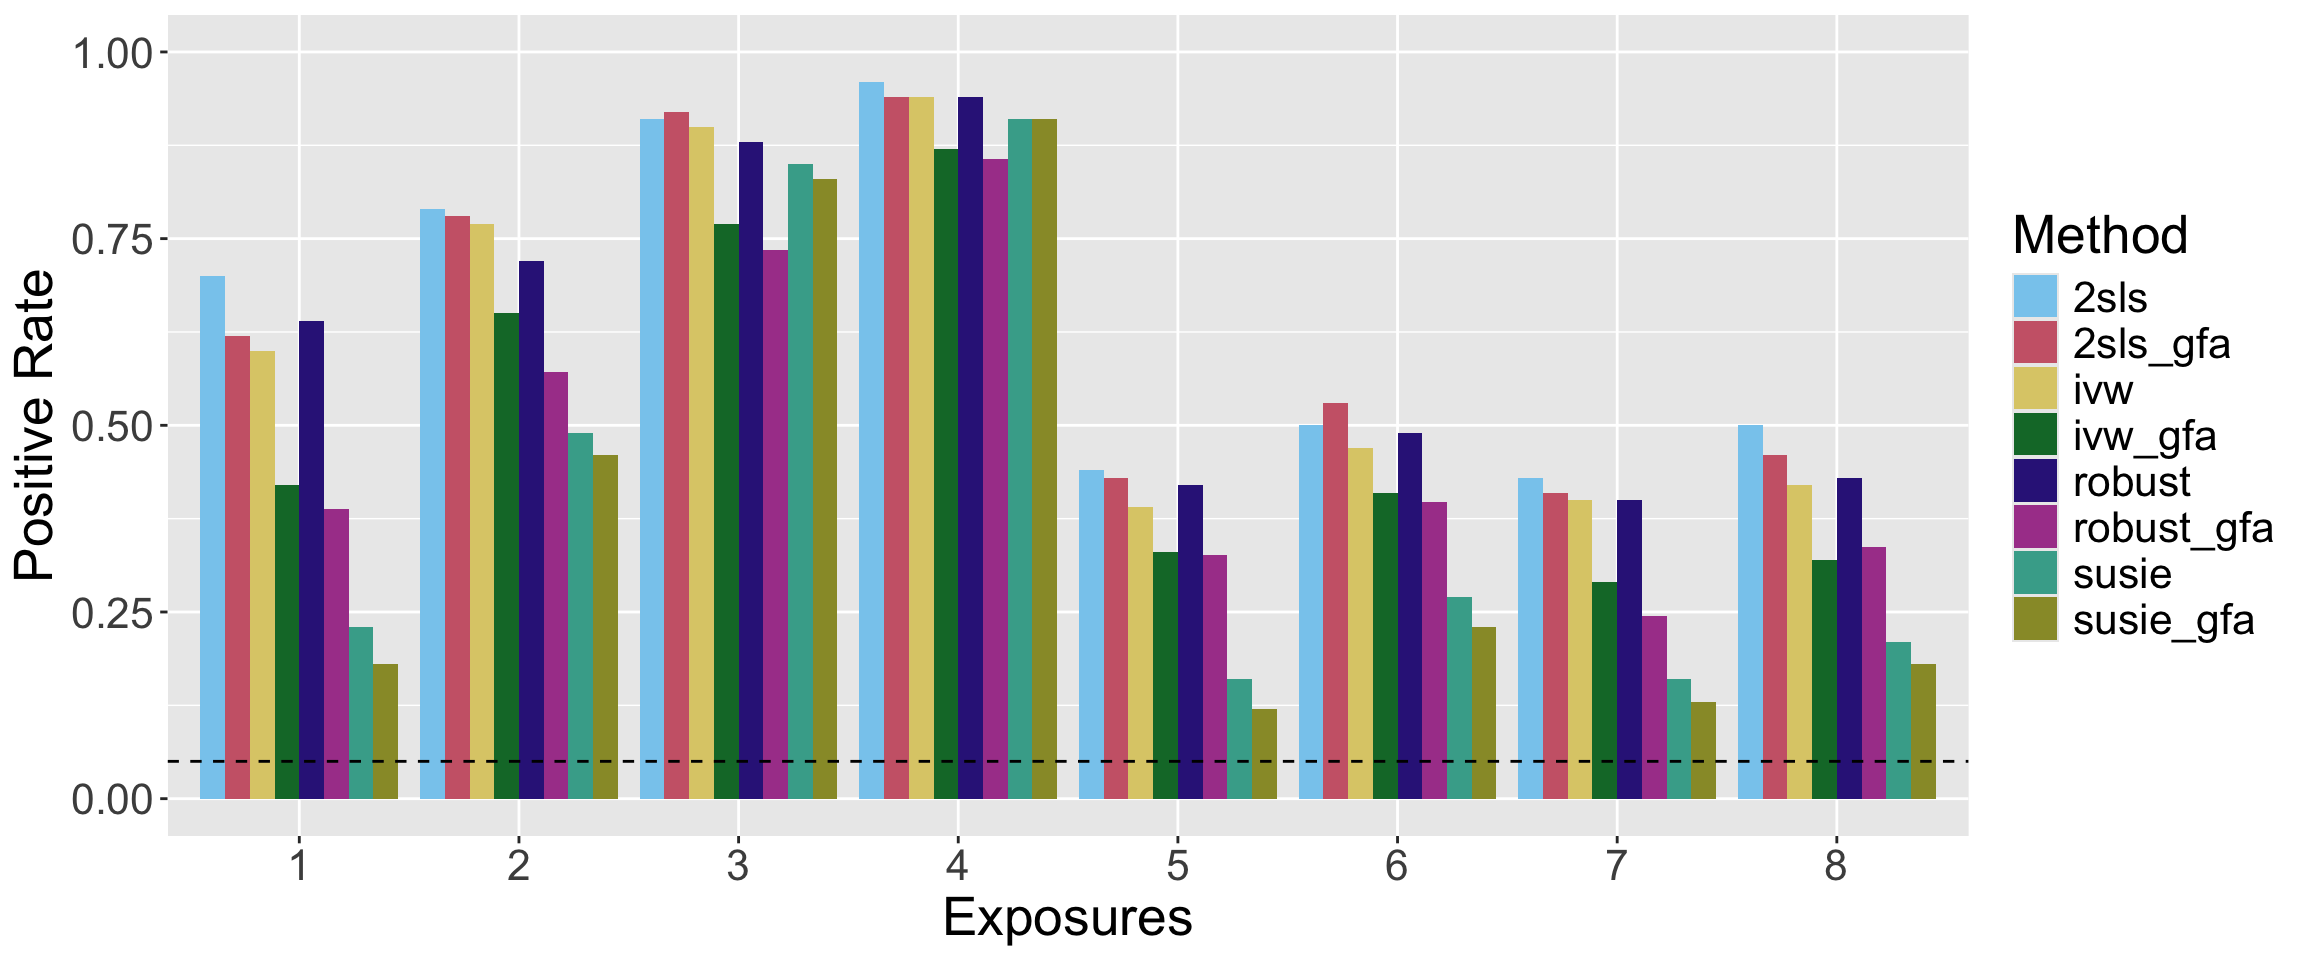 Positive Rate
1.00
0.75
0.50
0.25
0.00
1 2 3 4 5 6 7 8
Exposures
Method
2sls
2sls_gfa
ivw
ivw_gfa
robust
robust_gfa
susie
susie_gfa